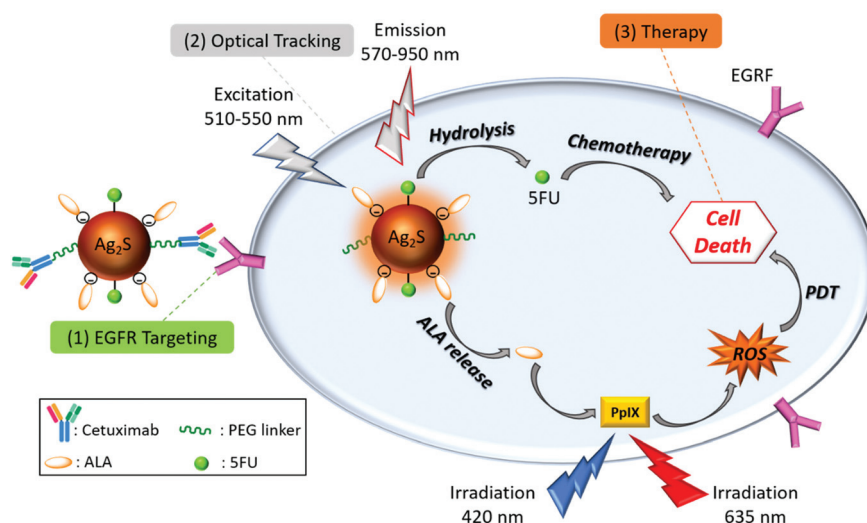 (2) Optical Tracking
Emission
570-950 nm
(3) Therapy
EGRF
Excitation
510-550 nm
Hydrolysis
Chemotherapy
5FU
Ag2S
Ag2S
Cell
Death
(1) EGFR Targeting
ALA release
PDT
ROS
PpIX
: Cetuximab
: PEG linker
: ALA
: 5FU
Irradiation
420 nm
Irradiation
635 nm